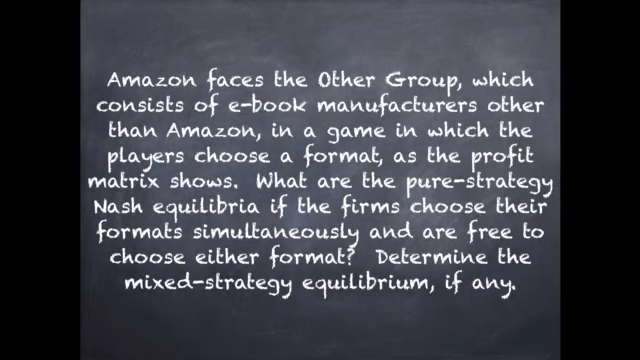 Amazon faces the Other Group, which
consists of e-book manufacturers other
than Amazon, in a game in which the
players choose a format, as the profit
matrix shows. What are the pure-strategy
Nash equilibria if the firms choose their
formats simultaneously and are free to
choose either format? Determine the
mixed-strategy equilibrium, if any.